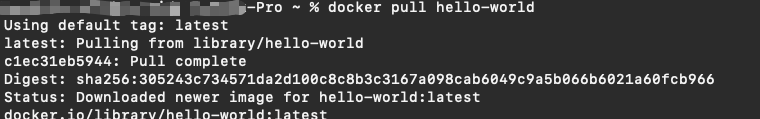 -Pro ~ % docker pull hello-world
Using default tag: latest
latest: Pulling from library/hello-world
c1ec31eb5944: Pull complete
Digest: sha256:305243c734571da2d100c8c8b3c3167a098cab6049c9a5b066b6021a60fcb966
Status: Downloaded newer image for hello-world:latest
docker.io/library/hello-world:latest